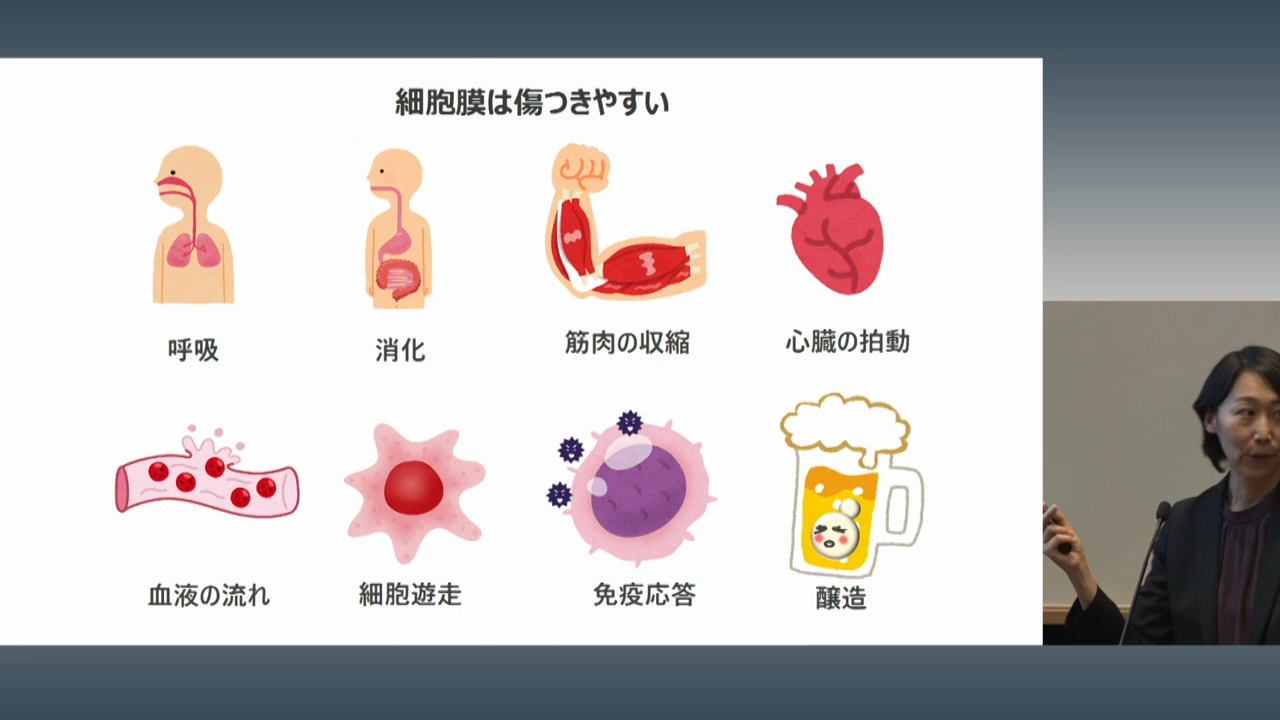 細胞膜は傷つきやすい
呼吸
消化
筋肉の収縮
心臓の拍動
血液の流れ
細胞遊走
免疫応答
醸造